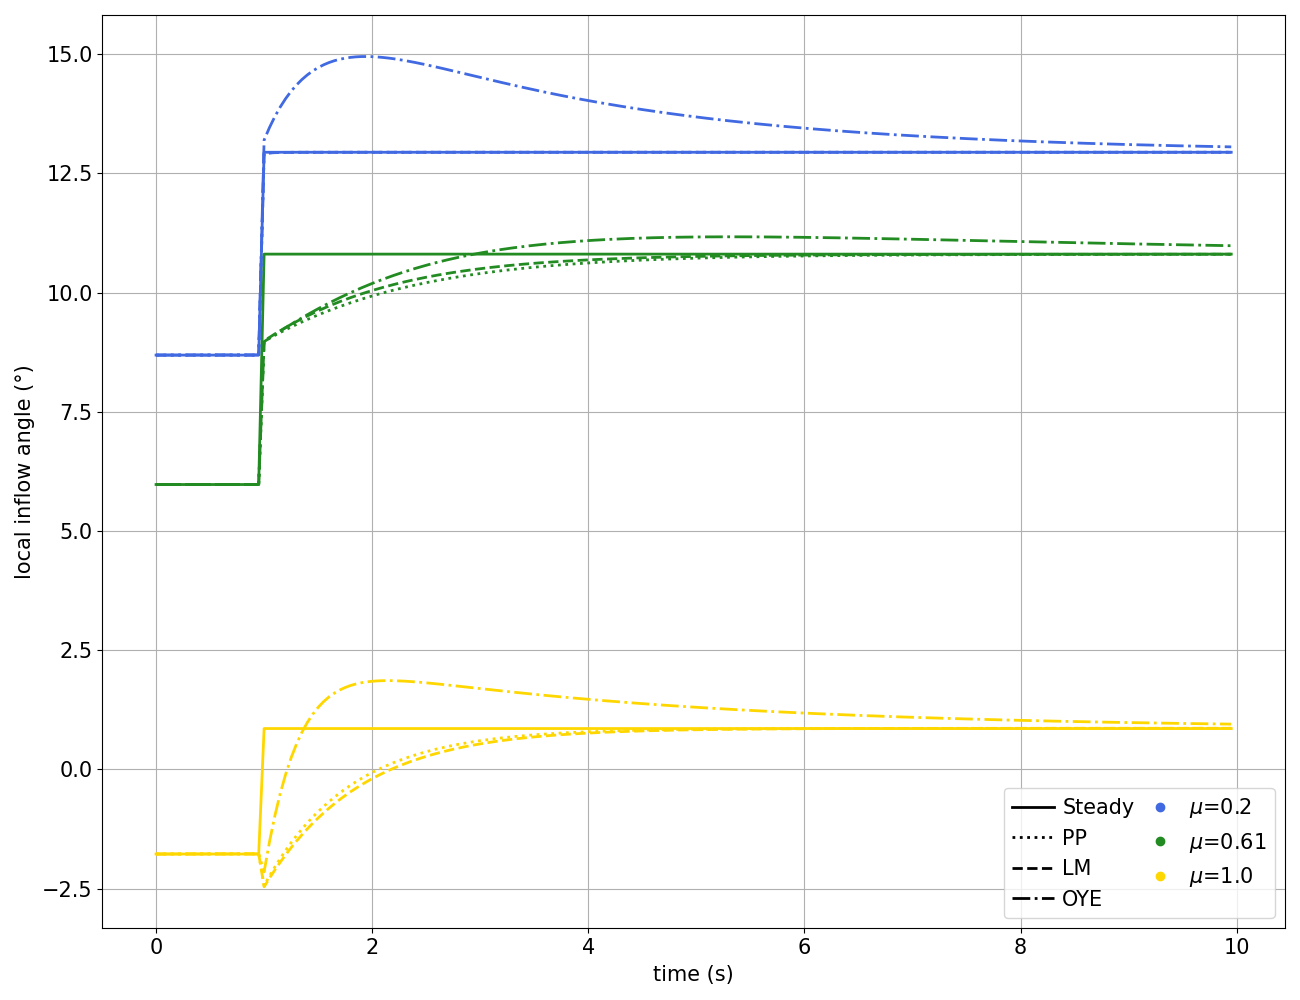 15.0
12.5
10.0
7.5
5.0
2.5
0.0
−2.5
local inflow angle (°)
0 2 4 6 8 10
time (s)
Steady
PP
LM
OYE
μ=0.2
μ=0.61
μ=1.0